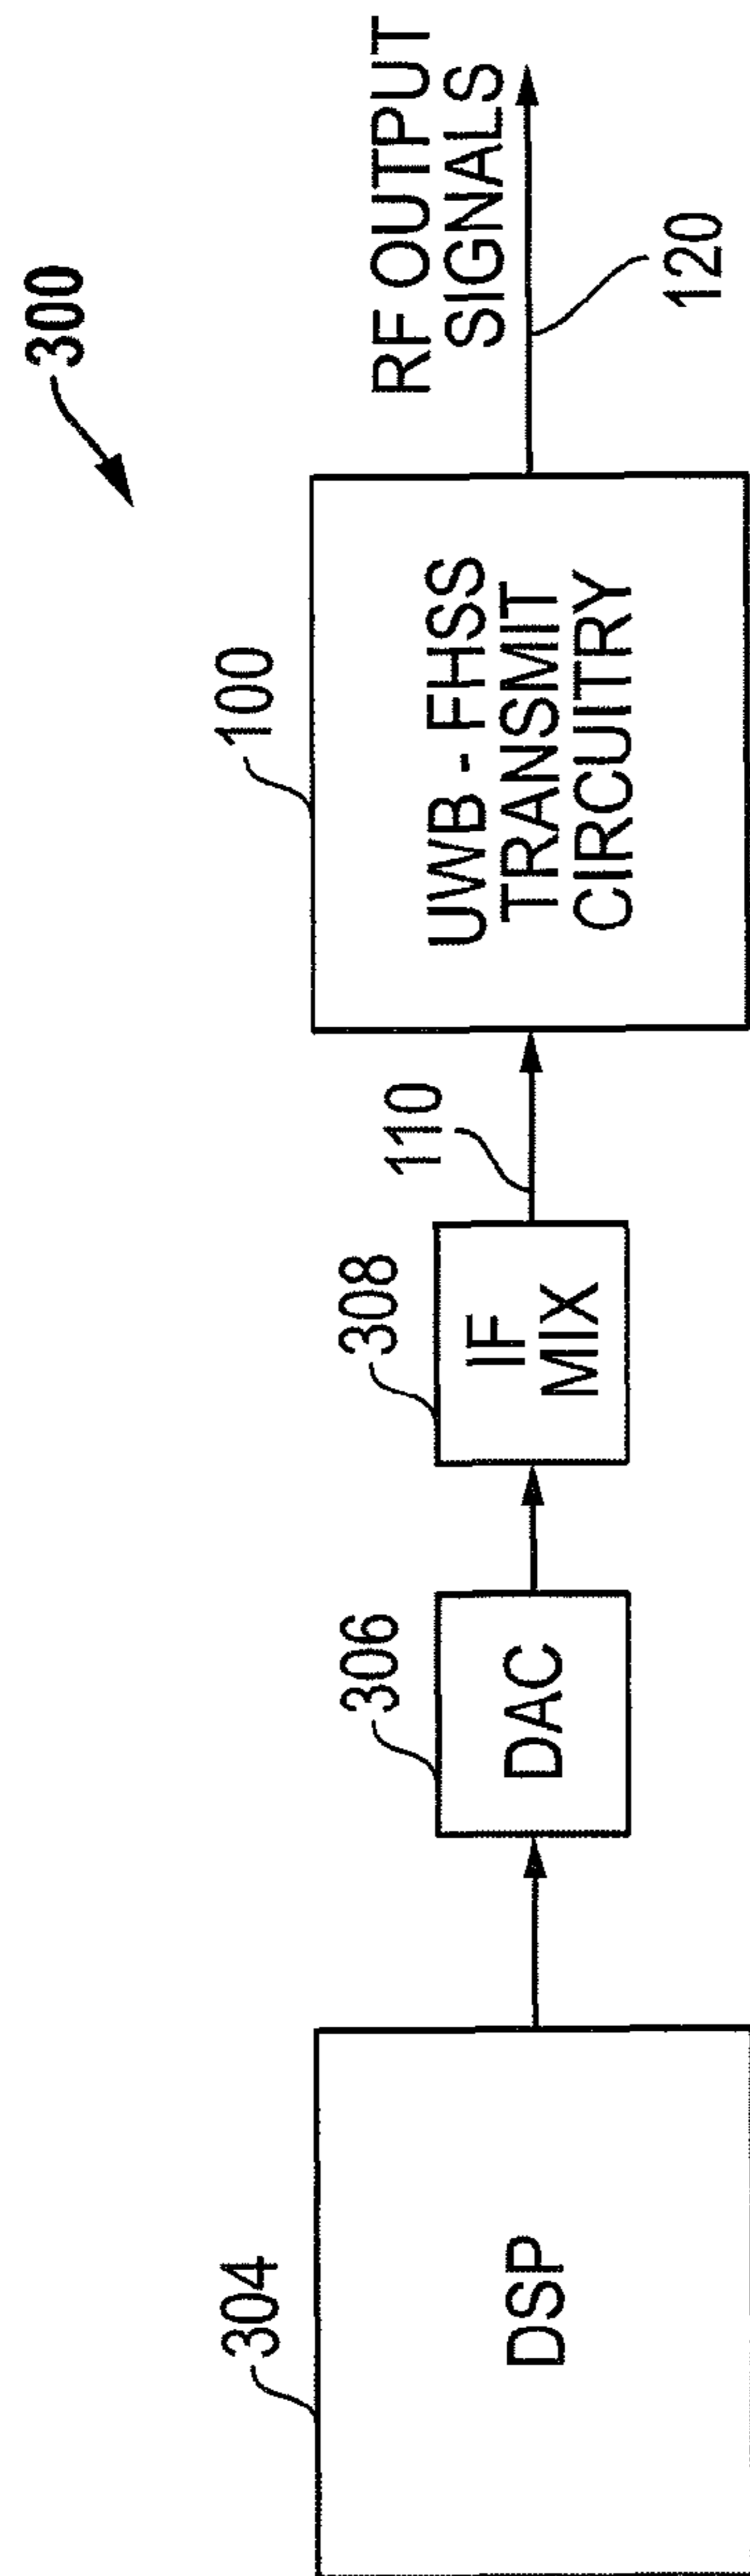 300
304
DSP
306
DAC
308
IF
MIX
110
100
UWB - FHSS
TRANSMIT
CIRCUITRY
RF OUTPUT
SIGNALS
120